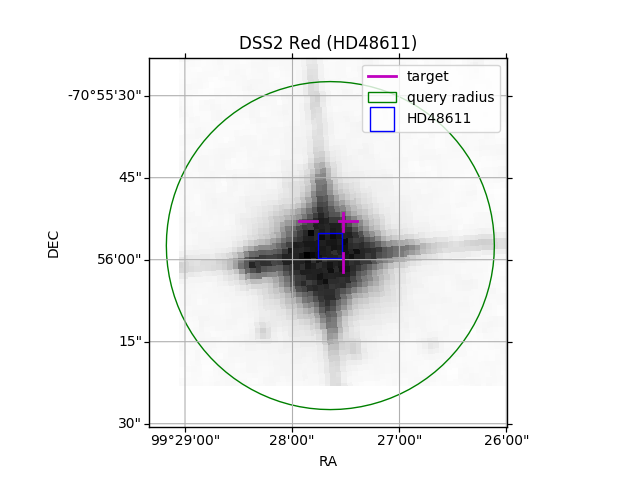 DSS2 Red (HD48611)
target
query radius
HD48611
-70°55'30"
45"
56'00"
15"
30"
DEC
99°29'00"
28'00"
27'00"
26'00"
RA